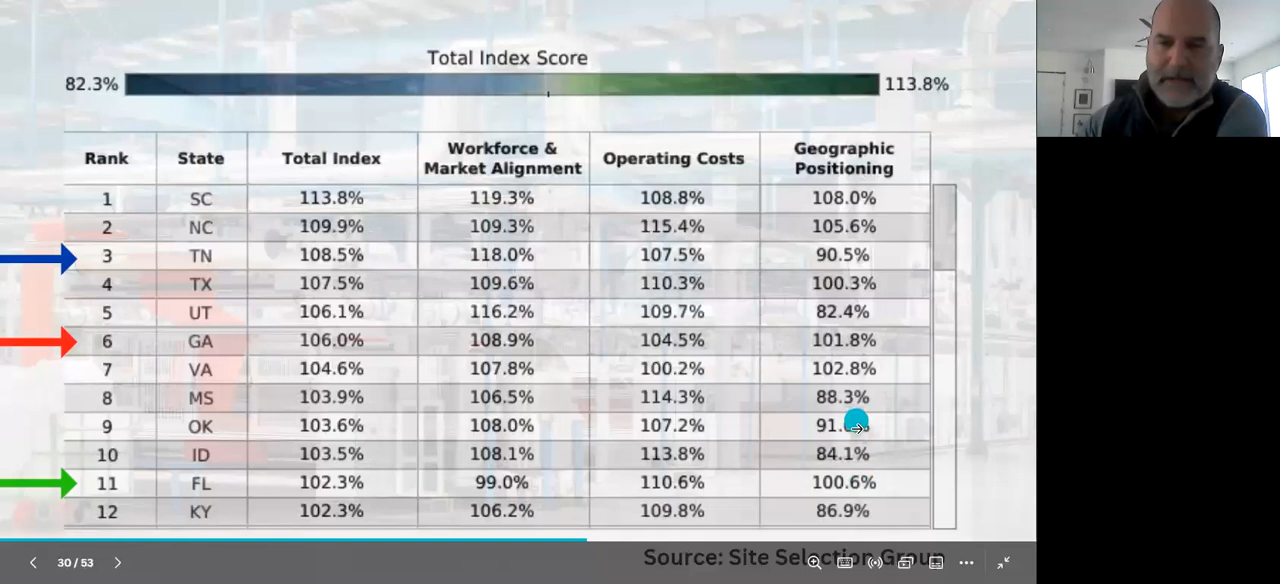 Total Index Score
82.3% 113.8%
Rank State Total Index Workforce & Market Alignment Operating Costs Geographic Positioning
1 SC 113.8% 119.3% 108.8% 108.0%
2 NC 109.9% 109.3% 115.4% 105.6%
3 TN 108.5% 118.0% 107.5% 90.5%
4 TX 107.5% 109.6% 110.3% 100.3%
5 UT 106.1% 116.2% 109.7% 82.4%
6 GA 106.0% 108.9% 104.5% 101.8%
7 VA 104.6% 107.8% 100.2% 102.8%
8 MS 103.9% 106.5% 114.3% 88.3%
9 OK 103.6% 108.0% 107.2%
10 ID 103.5% 108.1% 113.8% 84.1%
11 FL 102.3% 99.0% 110.6% 100.6%
12 KY 102.3% 106.2% 109.8% 86.9%
Source: Site Selection Group
30 / 53